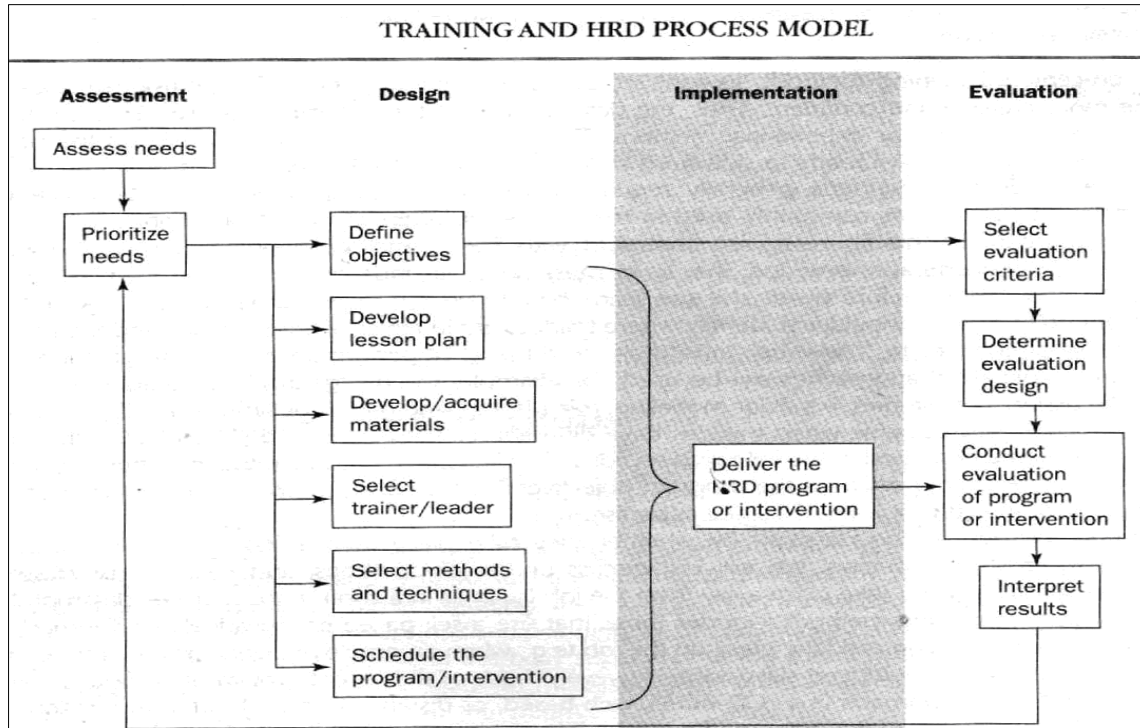 TRAINING AND HRD PROCESS MODEL
Assessment
Design
Implementation
Evaluation
Assess needs
Prioritize
needs
Define
objectives
Develop
lesson plan
Develop/acquire
materials
Select
trainer/leader
Select methods
and techniques
Schedule the
program/intervention
Deliver the
HRD program
or intervention
Select
evaluation
criteria
Determine
evaluation
design
Conduct
evaluation
of program
or intervention
Interpret
results